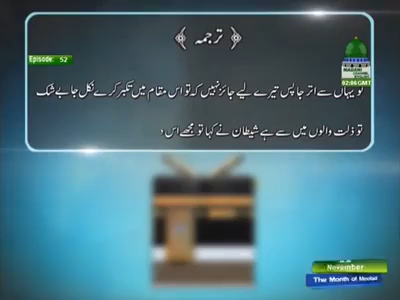 ترجمہ
Episode: 52
MADANI
02:06 GMT
تو یہاں سے اتر جا پس تیرے لیے جائز نہیں کہ تو اس مقام میں تکبر کرے نکل جا بے شک
تو ذلت والوں میں سے ہے شیطان نے کہا تو مجھے اس
November
The Month of Meelad